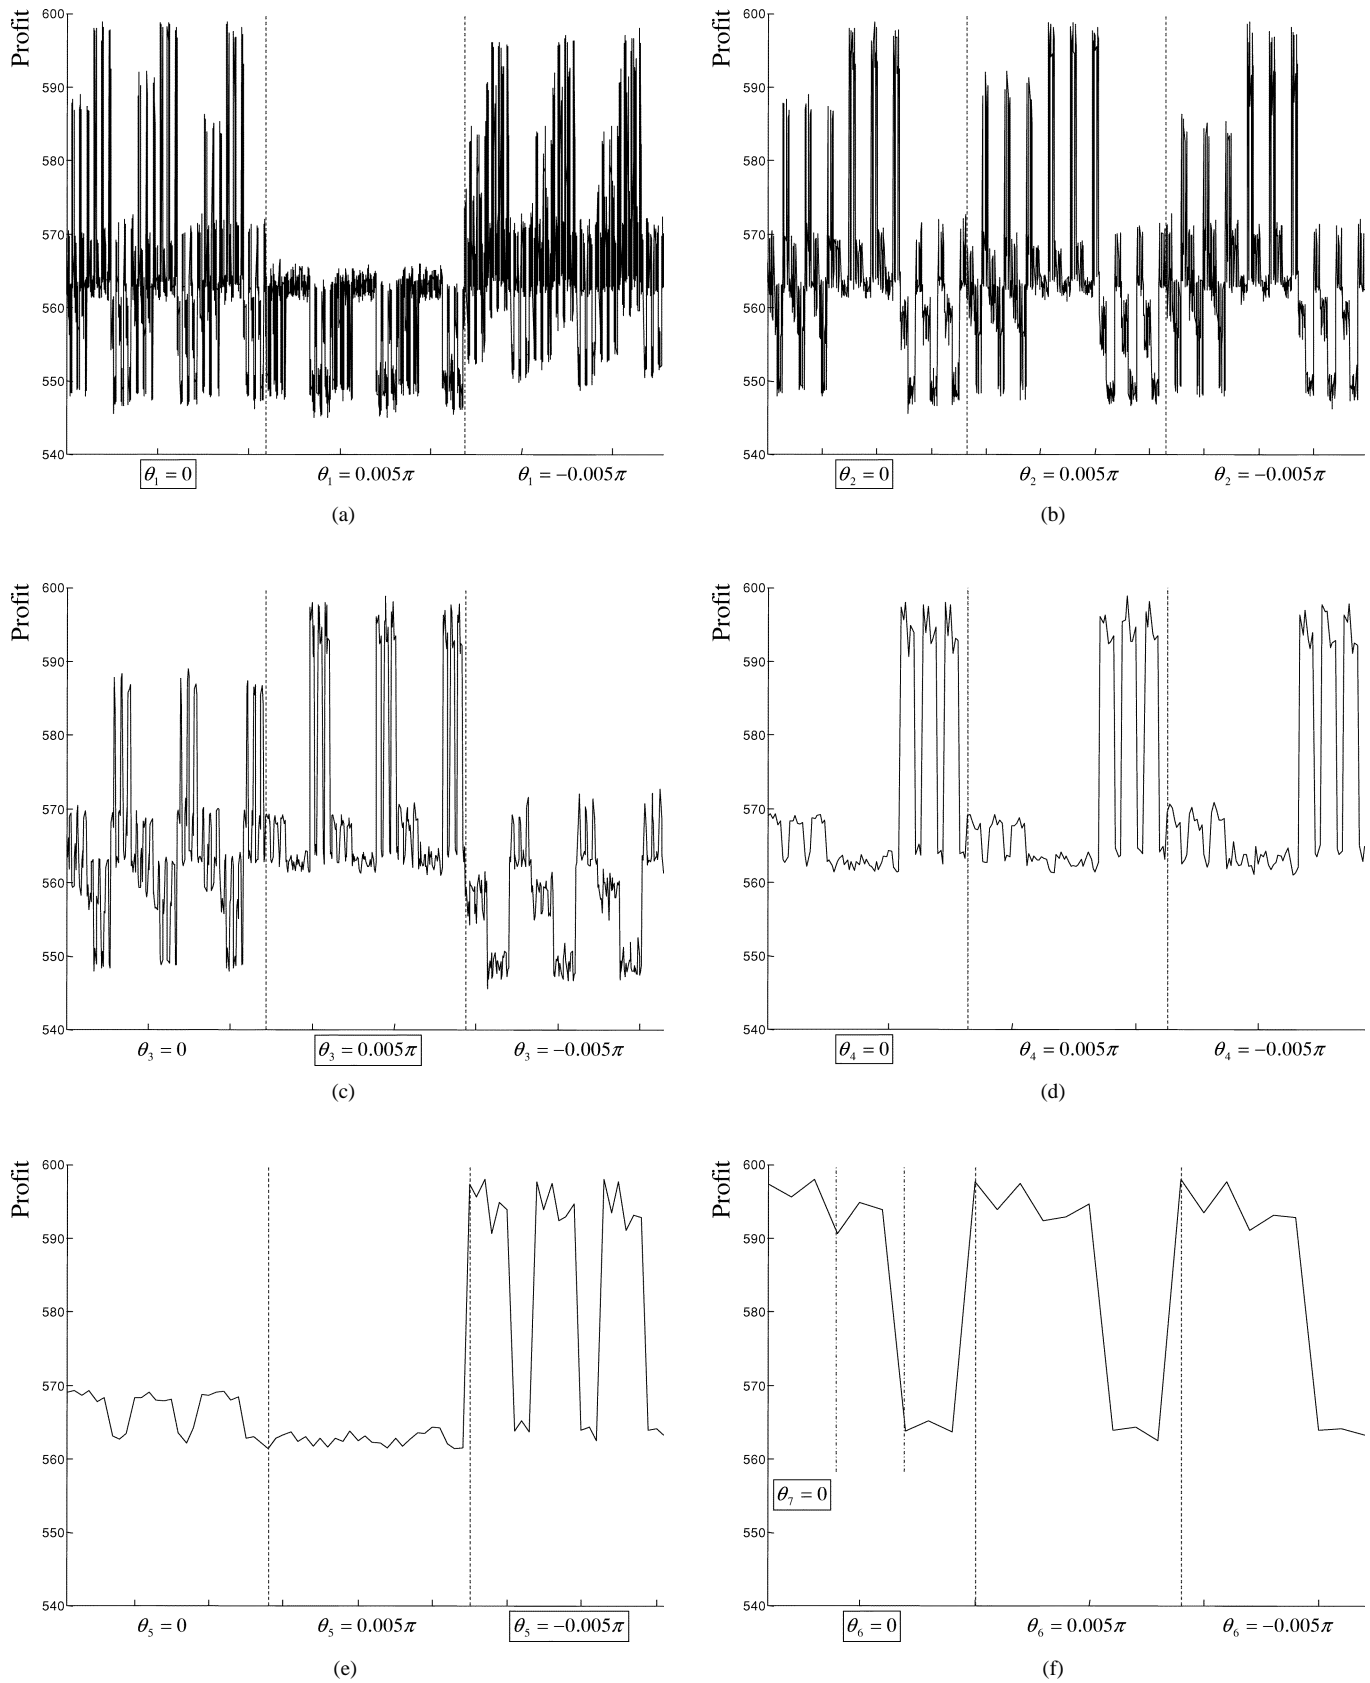 Profit
600
590
580
570
560
550
540
θ₁ = 0
θ₁ = 0.005π
θ₁ = −0.005π
(a)
Profit
600
590
580
570
560
550
540
θ₂ = 0
θ₂ = 0.005π
θ₂ = −0.005π
(b)
Profit
600
590
580
570
560
550
540
θ₃ = 0
θ₃ = 0.005π
θ₃ = −0.005π
(c)
Profit
600
590
580
570
560
550
540
θ₄ = 0
θ₄ = 0.005π
θ₄ = −0.005π
(d)
Profit
600
590
580
570
560
550
540
θ₅ = 0
θ₅ = 0.005π
θ₅ = −0.005π
(e)
Profit
600
590
580
570
560
550
540
θ₇ = 0
θ₆ = 0
θ₆ = 0.005π
θ₆ = −0.005π
(f)